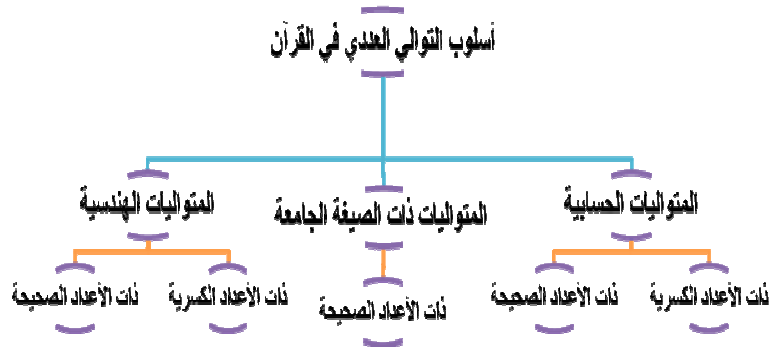 أسلوب التوالي العددي في القرآن
المتواليات الحسابية
المتواليات ذات الصيغة الجامعة
المتواليات الهندسية
ذات الأعداد الكسرية
ذات الأعداد الصحيحة
ذات الأعداد الصحيحة
ذات الأعداد الكسرية
ذات الأعداد الصحيحة